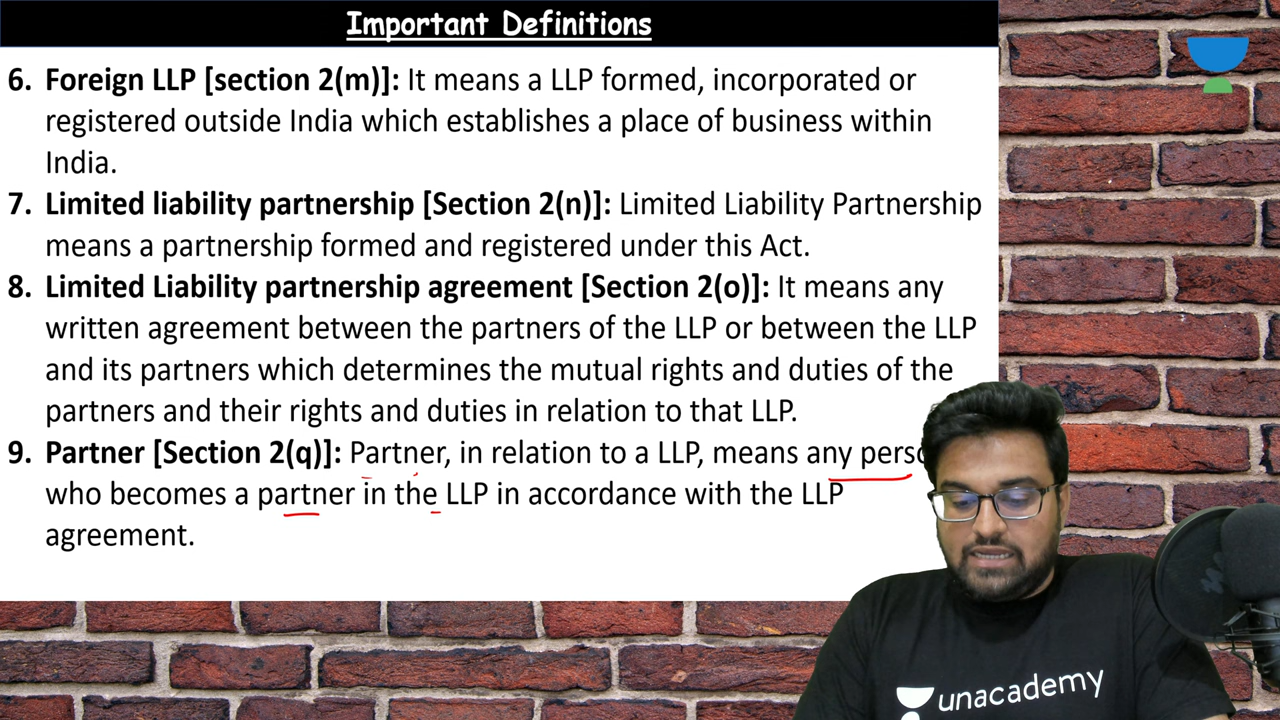 Important Definitions
6. Foreign LLP [section 2(m)]: It means a LLP formed, incorporated or
registered outside India which establishes a place of business within
India.
7. Limited liability partnership [Section 2(n)]: Limited Liability Partnership
means a partnership formed and registered under this Act.
8. Limited Liability partnership agreement [Section 2(o)]: It means any
written agreement between the partners of the LLP or between the LLP
and its partners which determines the mutual rights and duties of the
partners and their rights and duties in relation to that LLP.
9. Partner [Section 2(q)]: Partner, in relation to a LLP, means any
who becomes a partner in the LLP in accordance with the LLP
agreement.
unacademy